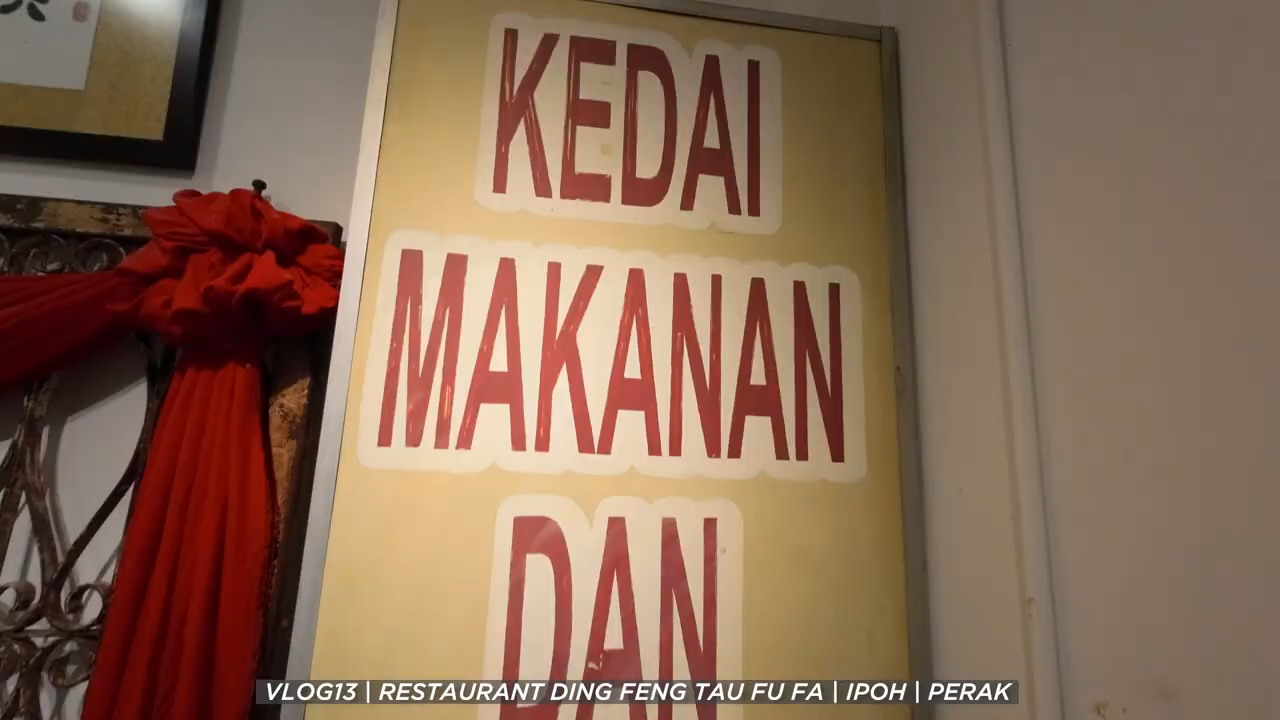 KEDAI
MAKANAN
DAN
VLOG13 | RESTAURANT DING FENG TAU FU FA | IPOH | PERAK